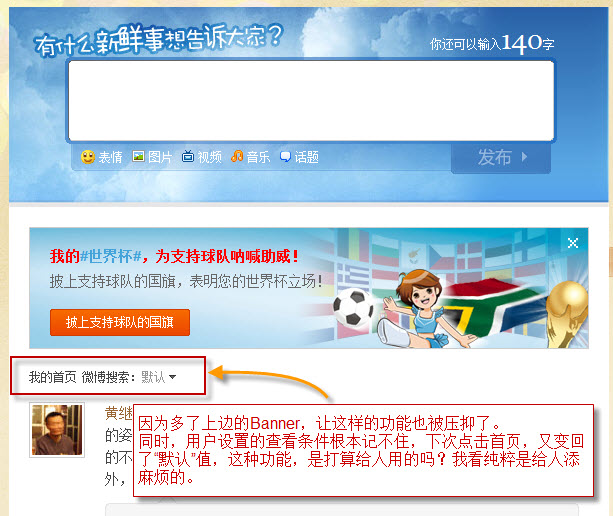 有什么新鲜事想告诉大家?
你还可以输入140字
表情 图片 视频 音乐 话题
发布
我的#世界杯#，为支持球队呐喊助威！
披上支持球队的国旗，表明您的世界杯立场！
披上支持球队的国旗
我的首页 微博搜索：默认
黄继
的姿
的不
外，
因为多了上边的Banner，让这样的功能也被压抑了。
同时，用户设置的查看条件根本记不住，下次点击首页，又变回
了“默认”值，这种功能，是打算给人用的吗？我看纯粹是给人添
麻烦的。